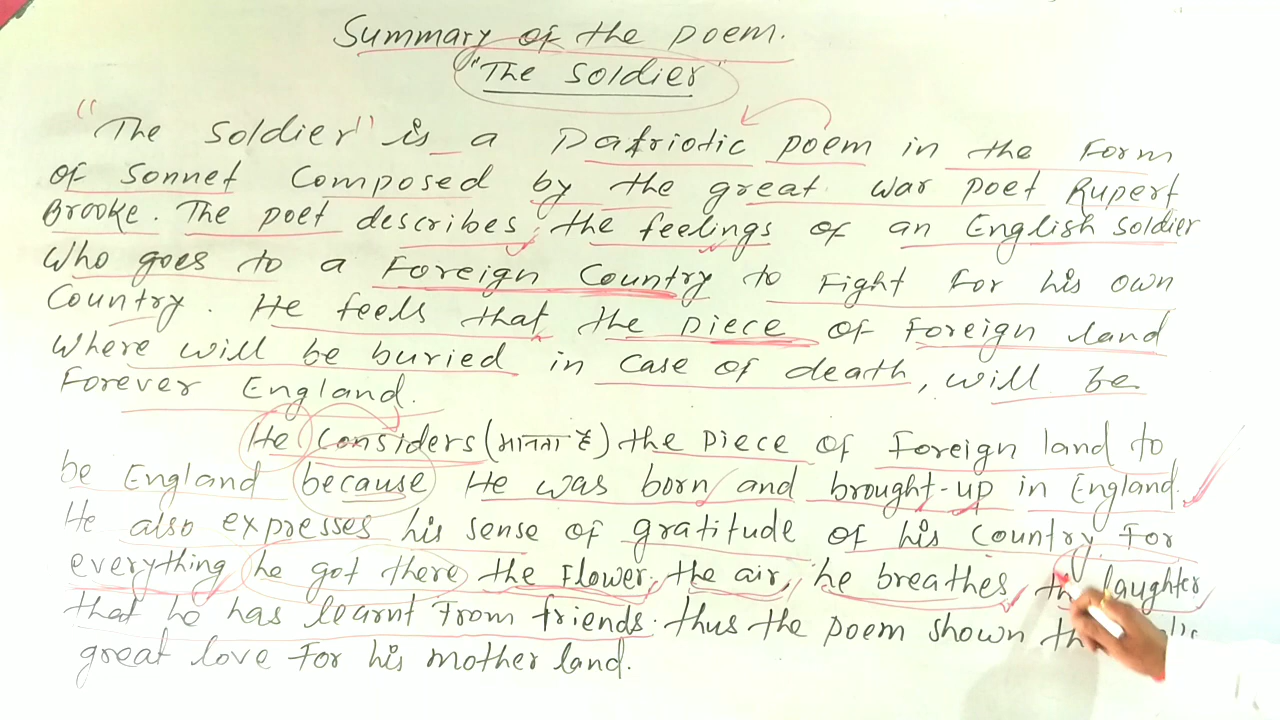 Summary of the poem.
"The Soldier"
"The Soldier" is a Patriotic poem in the Form
of Sonnet Composed by the great war poet Rupert
Brooke. The poet describes, the feelings of an English soldier
who goes to a Foreign Country to Fight For his own
Country. He feels that the piece of Foreign land
where will be buried in case of death, will be
Forever England.
He Considers (मानता है) the piece of Foreign land to
be England because He was born and brought-up in England.
He also expresses his sense of gratitude of his Country For
everything he got there the Flower, the air, he breathes, laughter
that he has learnt From friends. thus the poem shown
great love For his mother land.